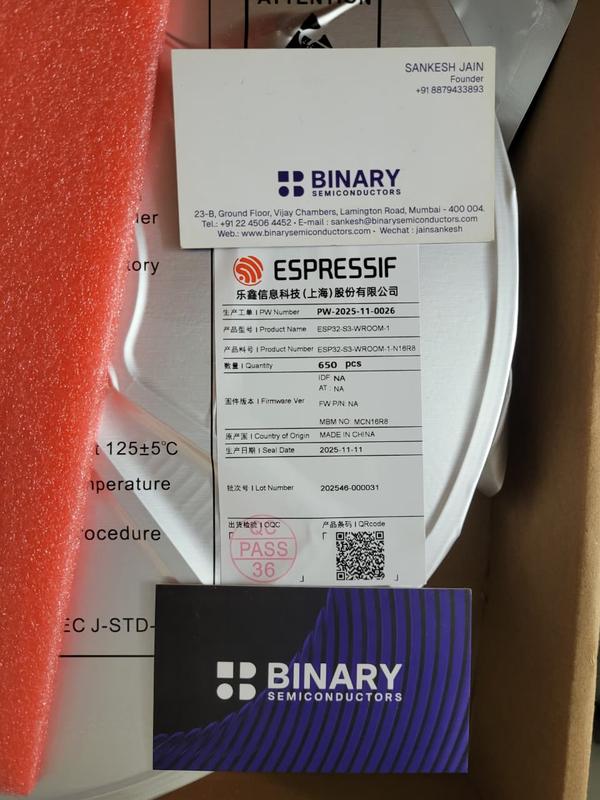 ATTENTION
SANKESH JAIN
Founder
+91 8879433893
BINARY
SEMICONDUCTORS
23-B, Ground Floor, Vijay Chambers, Lamington Road, Mumbai - 400 004.
Tel.: +91 22 4506 4452 • E-mail : sankesh@binarysemiconductors.com
Web.: www.binarysemiconductors.com • Wechat : jainsankesh
ory
ESPRESSIF
乐鑫信息科技(上海)股份有限公司
生产工单 | PW Number PW-2025-11-0026
产品型号 | Product Name ESP32-S3-WROOM-1
产品料号 | Product Number ESP32-S3-WROOM-1-N16R8
数量 | Quantity 650 pcs
IDF: NA
AT : NA
固件版本 | Firmware Ver FW P/N: NA
MBM NO: MCN16R8
原产国 | Country of Origin MADE IN CHINA
生产日期 | Seal Date 2025-11-11
t 125±5℃
perature
批次号 | Lot Number 202546-000031
rocedure
出货检验 | OQC 产品条码 | QRcode
QC
PASS
36
EC J-STD-
BINARY
SEMICONDUCTORS